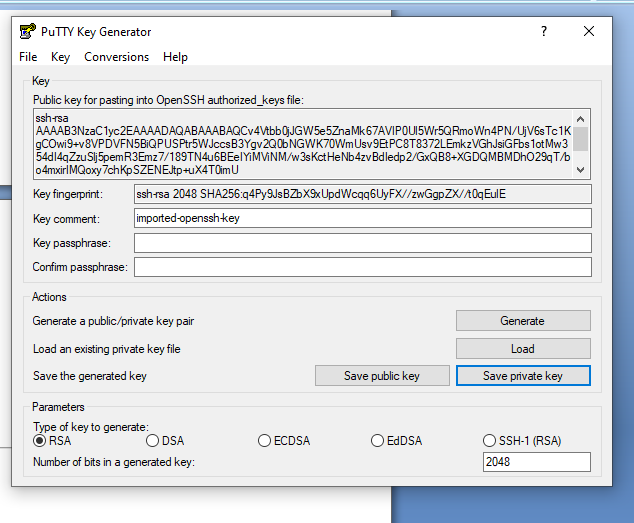 PuTTY Key Generator
File Key Conversions Help
Key
Public key for pasting into OpenSSH authorized_keys file:
ssh-rsa
AAAAB3NzaC1yc2EAAAADAQABAAABAQCv4Vtbb0jJGW5e5ZnaMk67AVIP0Ul5Wr5QRmoWn4PN/UjV6sTc1K
gCOwi9+v8VPDVFN5BiQPUSPtr5WJccsB3Ygv2Q0bNGWK70WmUsv9EtPC8T8372LEmkzVGhJsiGFbs1otMw3
54dI4qZzuSlj5pemR3Emz7/189TN4u6BEeIYiMViNM/w3sKctHeNb4zvBdIedp2/GxQB8+XGDQMBMDhO29qT/b
o4mxirlMQoxy7chKpSZENEJtp+uX4T0imU
Key fingerprint: ssh-rsa 2048 SHA256:q4Py9JsBZbX9xUpdWcqq6UyFX//zwGgpZX//t0qEuIE
Key comment: imported-openssh-key
Key passphrase:
Confirm passphrase:
Actions
Generate a public/private key pair Generate
Load an existing private key file Load
Save the generated key Save public key Save private key
Parameters
Type of key to generate:
RSA DSA ECDSA EdDSA SSH-1 (RSA)
Number of bits in a generated key: 2048